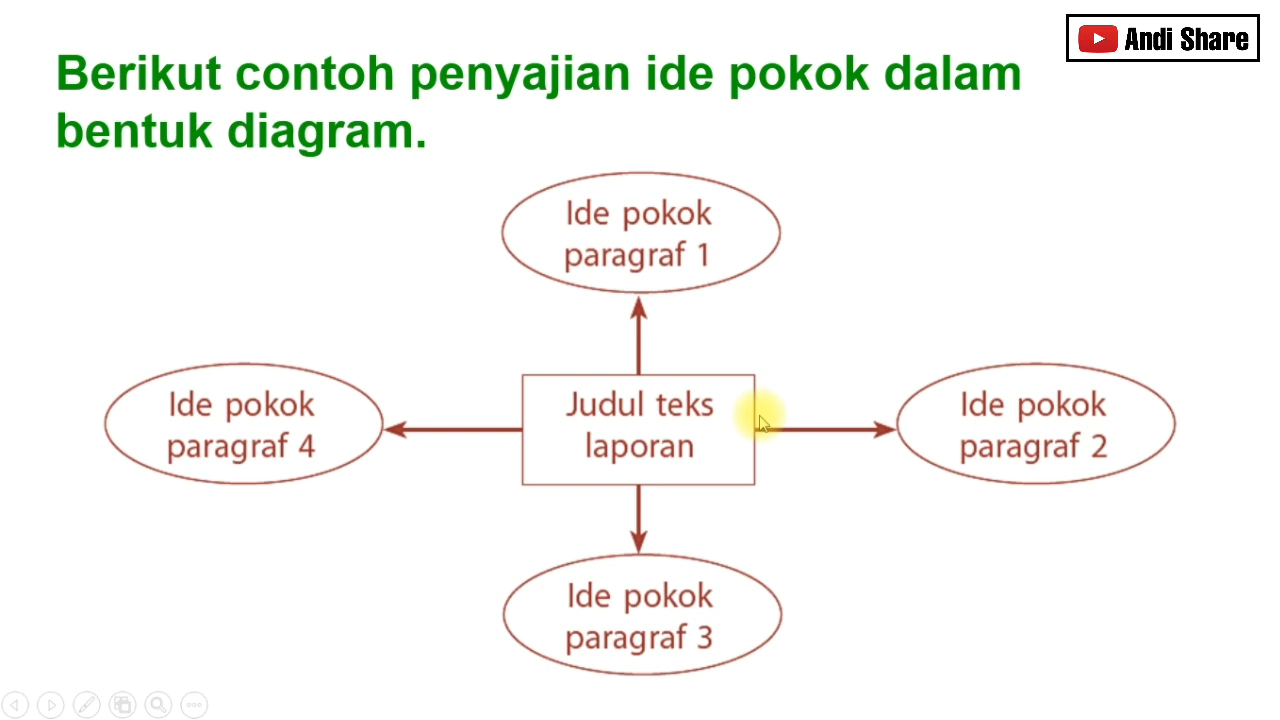 Andi Share
Berikut contoh penyajian ide pokok dalam
bentuk diagram.
Ide pokok
paragraf 1
Ide pokok
paragraf 4
Judul teks
laporan
Ide pokok
paragraf 2
Ide pokok
paragraf 3